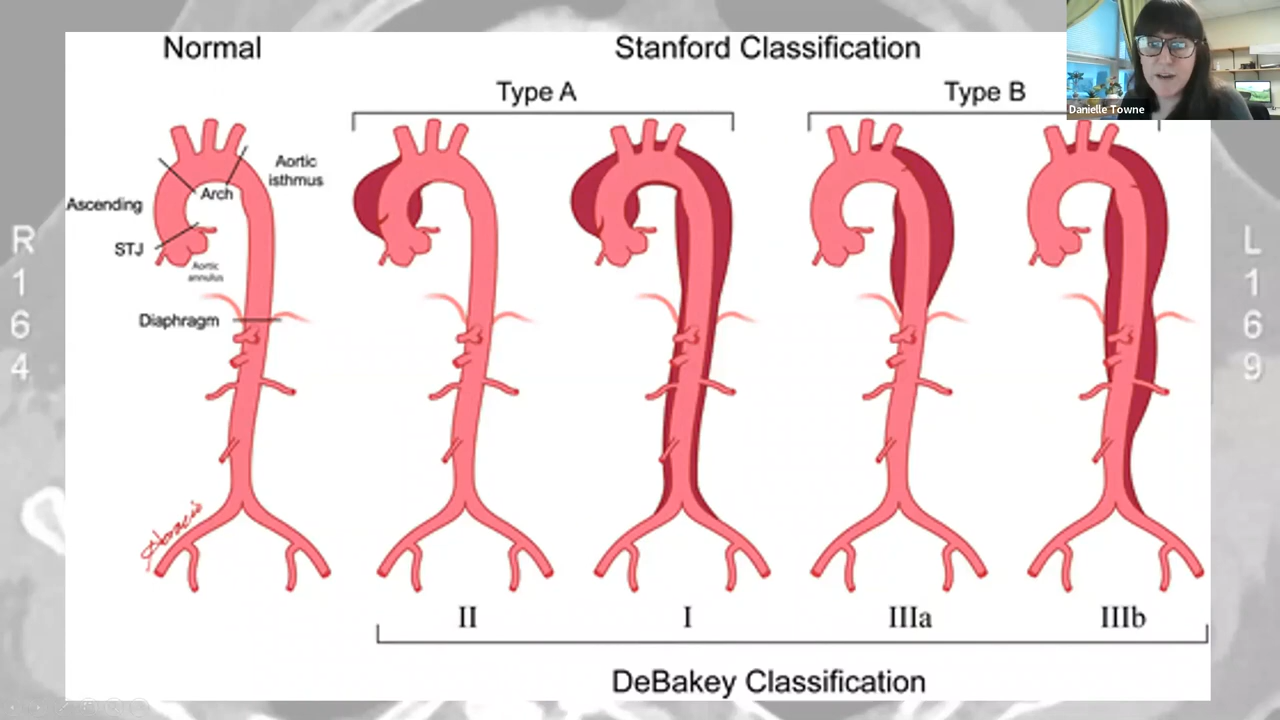 Normal
Stanford Classification
Type A
Type B
Danielle Towne
Aortic
isthmus
Arch
Ascending
STJ
Aortic
annulus
Diaphragm
R
1
6
4
L
1
6
9
Horacio
II
I
IIIa
IIIb
DeBakey Classification